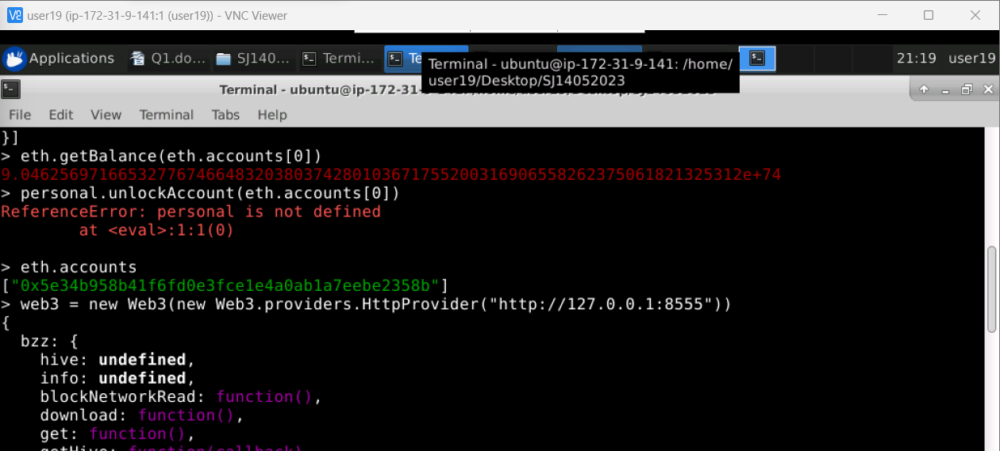 user19 (ip-172-31-9-141:1 (user19)) - VNC Viewer
Applications Q1.do... SJ140... Termi... Te 21:19 user19
Terminal - ubuntu@ip-172-31-9-141: /home/
user19/Desktop/SJ14052023
Terminal - ubuntu@ip-172-31-
File Edit View Terminal Tabs Help
}]
> eth.getBalance(eth.accounts[0])
9.04625697166532776746648320380374280103671755200316906558262375061821325312e+74
> personal.unlockAccount(eth.accounts[0])
ReferenceError: personal is not defined
at <eval>:1:1(0)
> eth.accounts
["0x5e34b958b41f6fd0e3fce1e4a0ab1a7eebe2358b"]
> web3 = new Web3(new Web3.providers.HttpProvider("http://127.0.0.1:8555"))
{
bzz: {
hive: undefined,
info: undefined,
blockNetworkRead: function(),
download: function(),
get: function(),
getHive: function(callback),